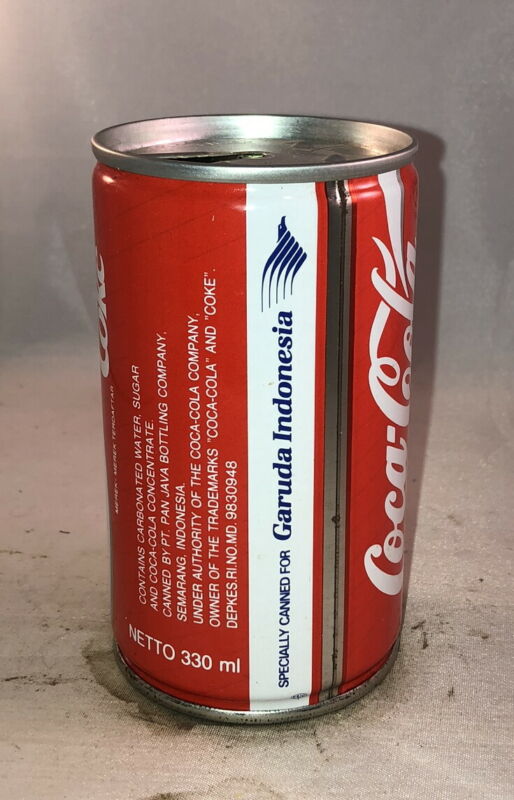 Coke
MEREK-MEREK TERDAFTAR
CONTAINS CARBONATED WATER, SUGAR
AND COCA-COLA CONCENTRATE.
CANNED BY PT. PAN JAVA BOTTLING COMPANY,
SEMARANG, INDONESIA.
UNDER AUTHORITY OF THE COCA-COLA COMPANY,
OWNER OF THE TRADEMARKS "COCA-COLA" AND "COKE".
DEPKES.RI.NO.MD. 9830948
NETTO 330 ml
SPECIALLY CANNED FOR Garuda Indonesia
Coca-Cola